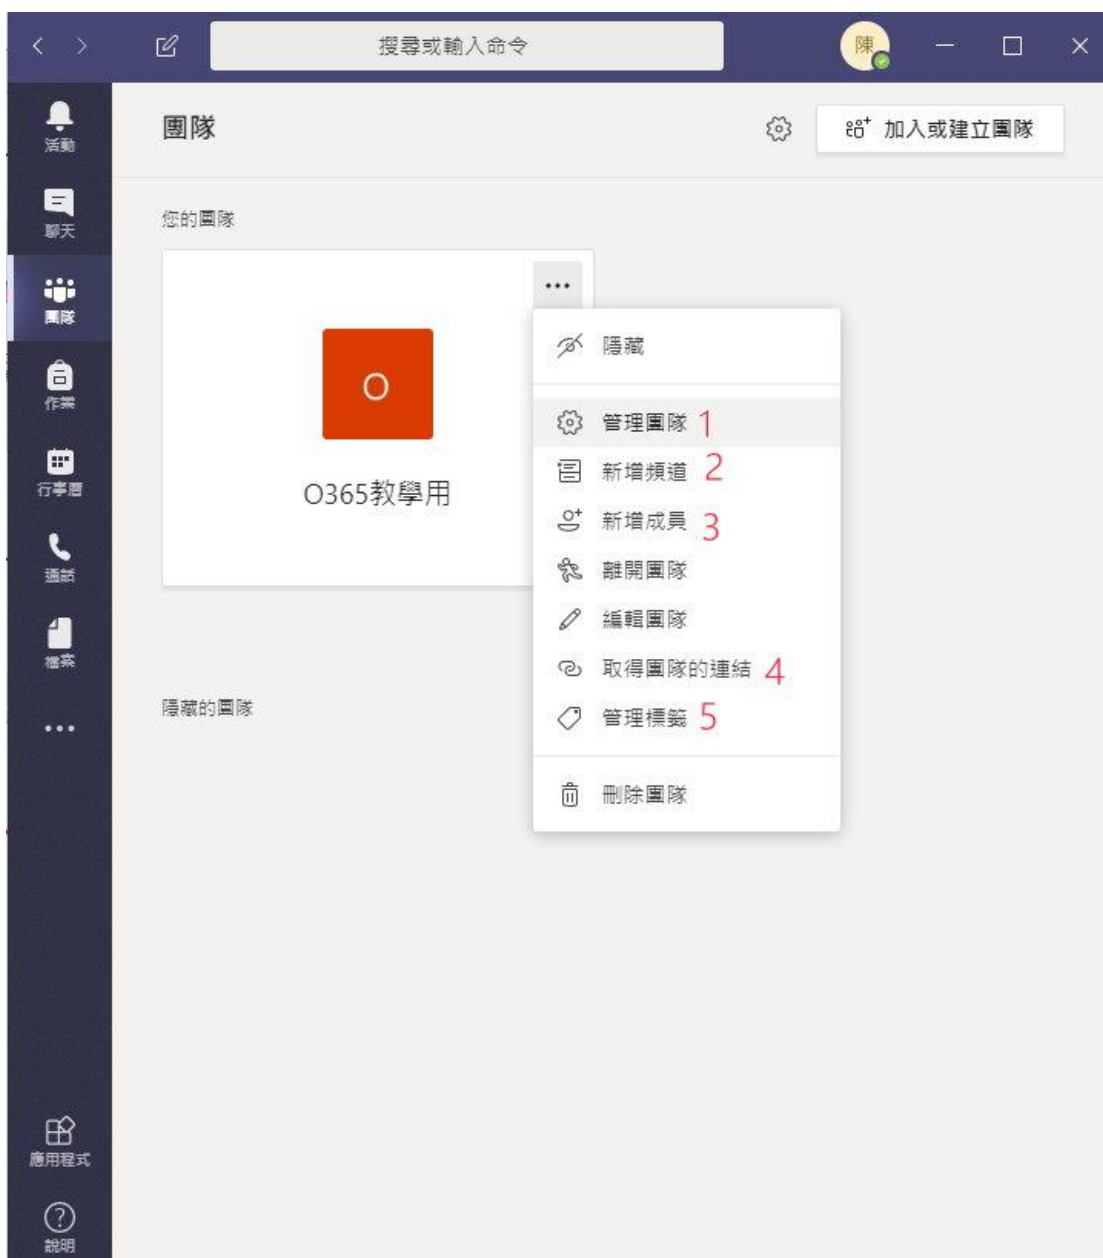 搜尋或輸入命令
陳
活動
聊天
團隊
作業
行事曆
通話
檔案
應用程式
說明
團隊
加入或建立團隊
您的團隊
O
O365教學用
隱藏
管理團隊 1
新增頻道 2
新增成員 3
離開團隊
編輯團隊
取得團隊的連結 4
管理標籤 5
刪除團隊
隱藏的團隊